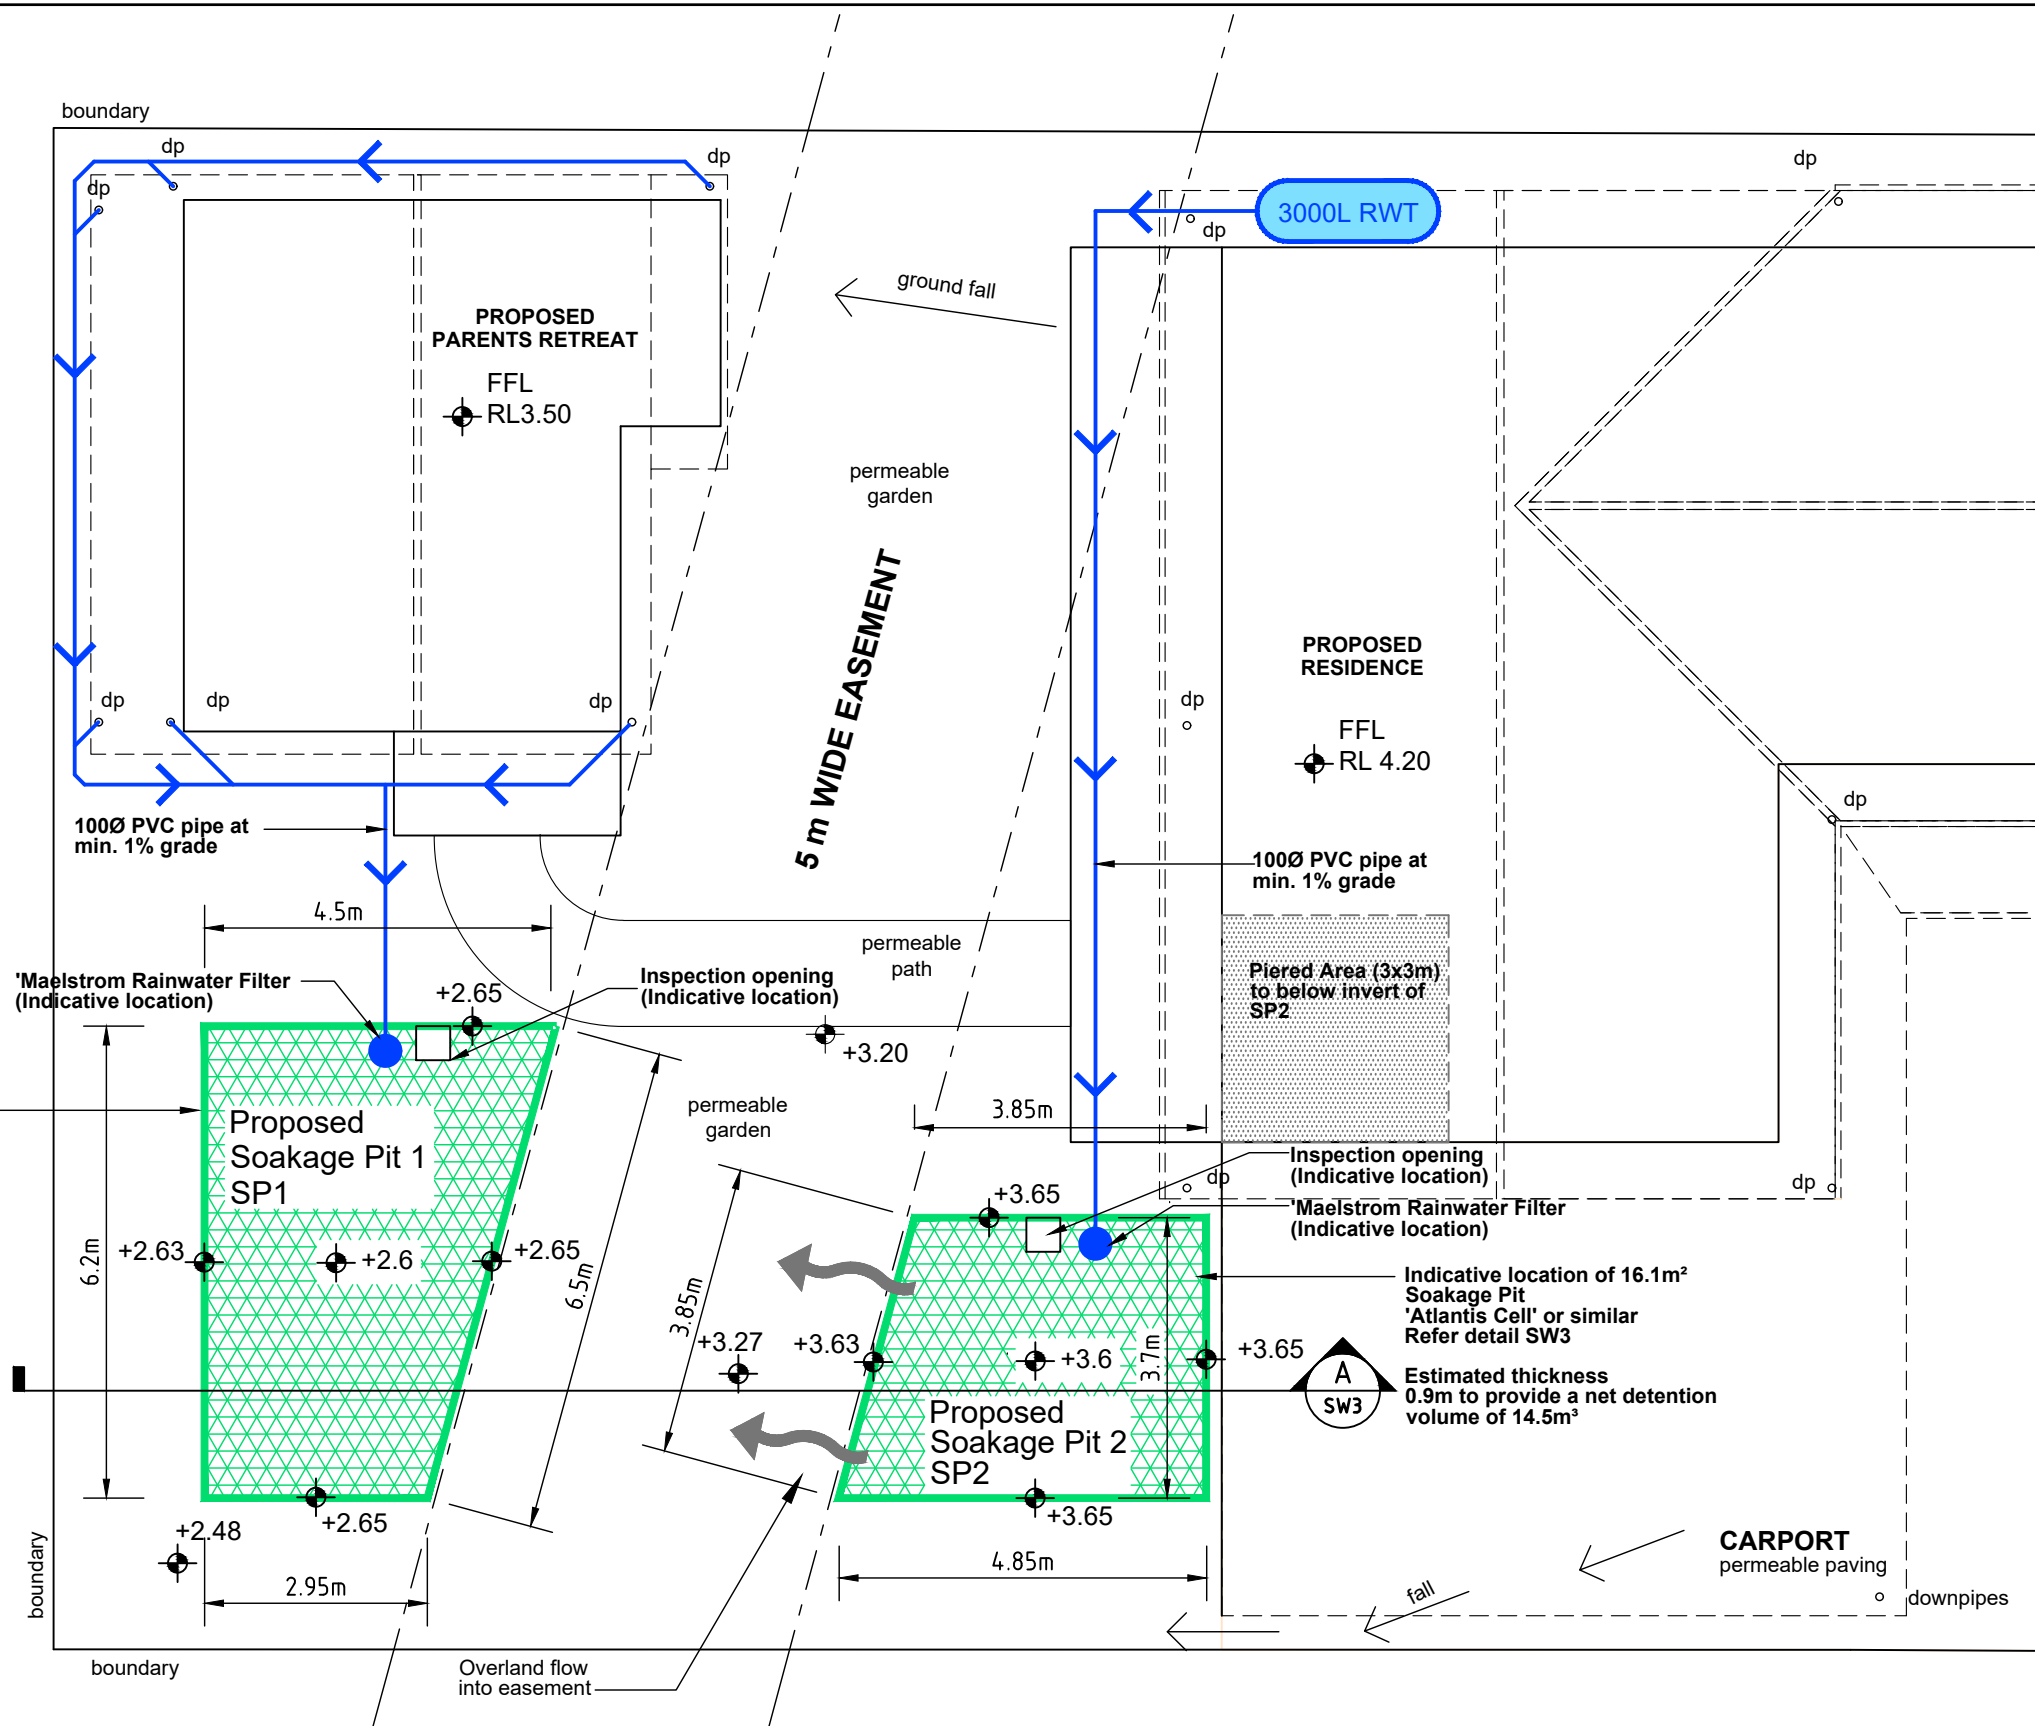 boundary
dp
dp
dp
dp
dp
3000L RWT
ground fall
PROPOSED
PARENTS RETREAT
FFL
RL3.50
permeable
garden
5 m WIDE EASEMENT
PROPOSED
RESIDENCE
FFL
RL 4.20
dp
dp
dp
dp
dp
100Ø PVC pipe at
min. 1% grade
100Ø PVC pipe at
min. 1% grade
4.5m
permeable
path
'Maelstrom Rainwater Filter
(Indicative location)
+2.65
Inspection opening
(Indicative location)
Piered Area (3x3m)
to below invert of
SP2
+3.20
permeable
garden
3.85m
Proposed
Soakage Pit 1
SP1
Inspection opening
(Indicative location)
dp
dp
'Maelstrom Rainwater Filter
(Indicative location)
+3.65
6.2m
+2.63
+2.6
+2.65
6.5m
3.85m
Indicative location of 16.1m²
Soakage Pit
'Atlantis Cell' or similar
Refer detail SW3
+3.27
+3.63
+3.6
3.7m
+3.65
A
SW3
Estimated thickness
0.9m to provide a net detention
volume of 14.5m³
Proposed
Soakage Pit 2
SP2
+2.48
+2.65
+3.65
2.95m
4.85m
CARPORT
permeable paving
fall
downpipes
boundary
boundary
Overland flow
into easement